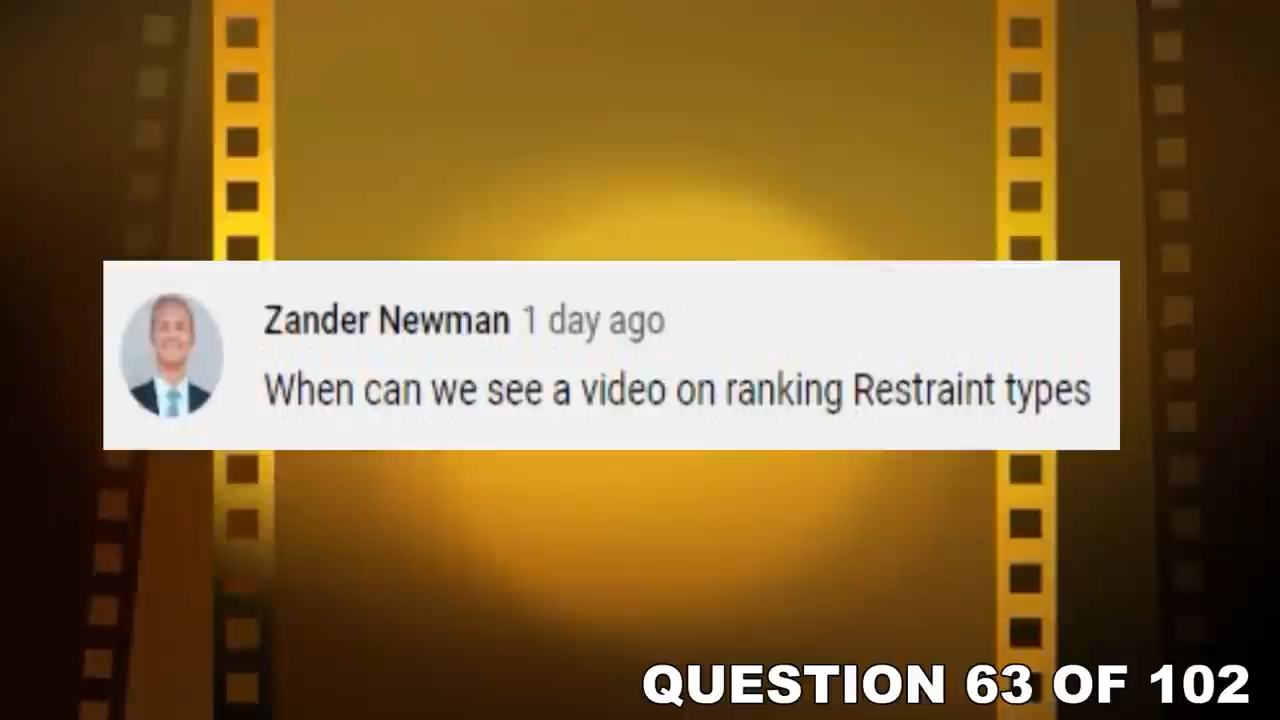 Zander Newman 1 day ago
When can we see a video on ranking Restraint types
QUESTION 63 OF 102